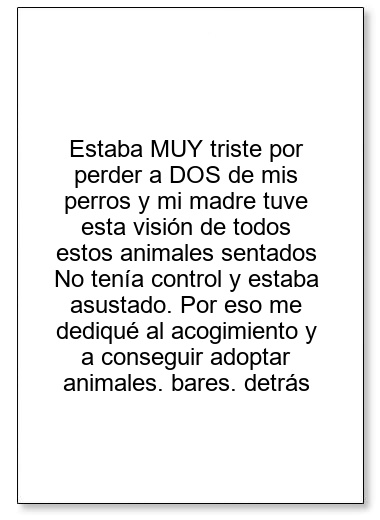 Estaba MUY triste por
perder a DOS de mis
perros y mi madre tuve
esta visión de todos
estos animales sentados
No tenía control y estaba
asustado. Por eso me
dediqué al acogimiento y
a conseguir adoptar
animales. bares. detrás